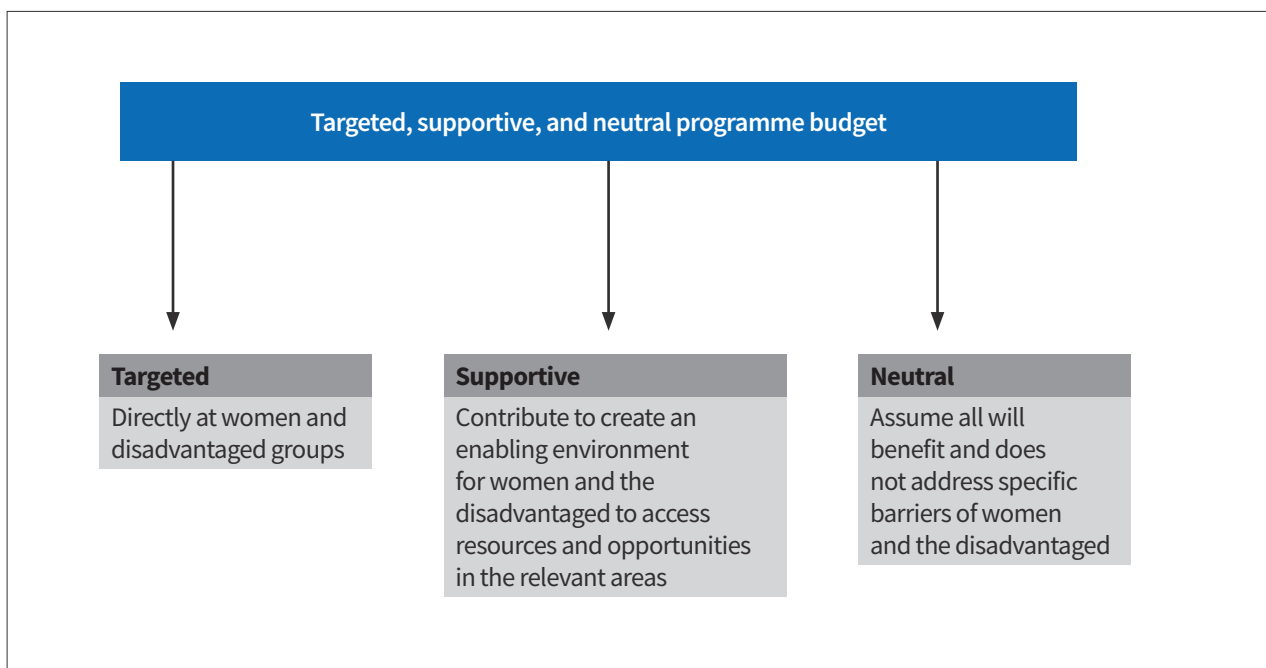 Targeted, supportive, and neutral programme budget
Targeted
Directly at women and
disadvantaged groups
Supportive
Contribute to create an
enabling environment
for women and the
disadvantaged to access
resources and opportunities
in the relevant areas
Neutral
Assume all will
benefit and does
not address specific
barriers of women
and the disadvantaged